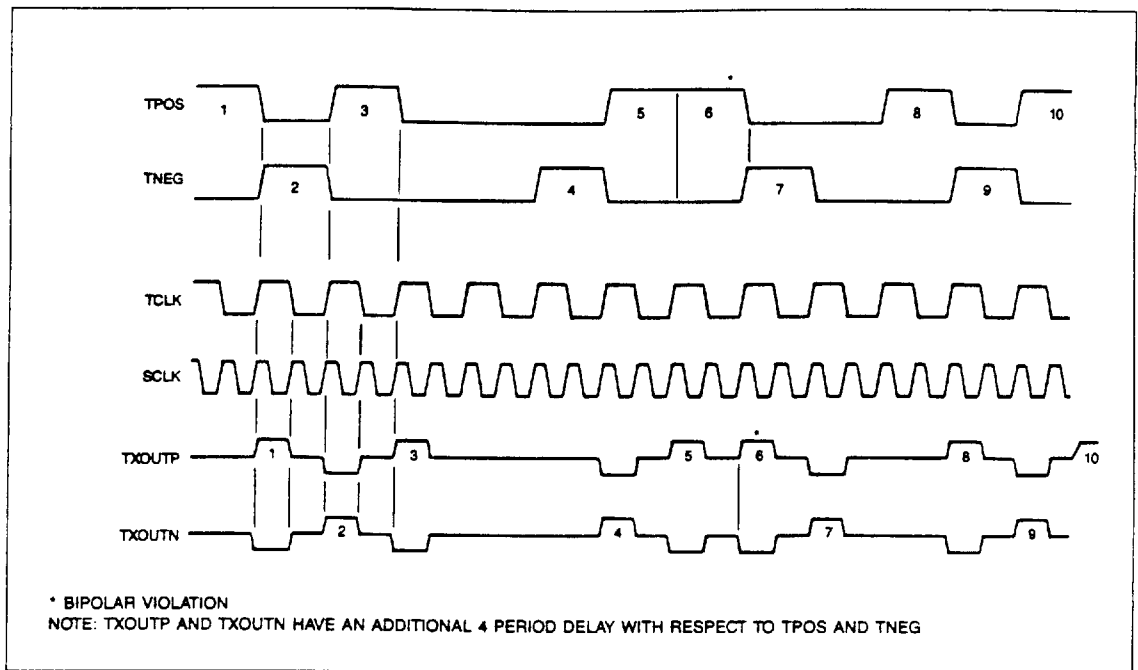 *
TPOS 1 3 5 6 8 10
TNEG 2 4 7 9
TCLK
SCLK
*
TXOUTP 1 3 5 6 8 10
TXOUTN 2 4 7 9
* BIPOLAR VIOLATION
NOTE: TXOUTP AND TXOUTN HAVE AN ADDITIONAL 4 PERIOD DELAY WITH RESPECT TO TPOS AND TNEG